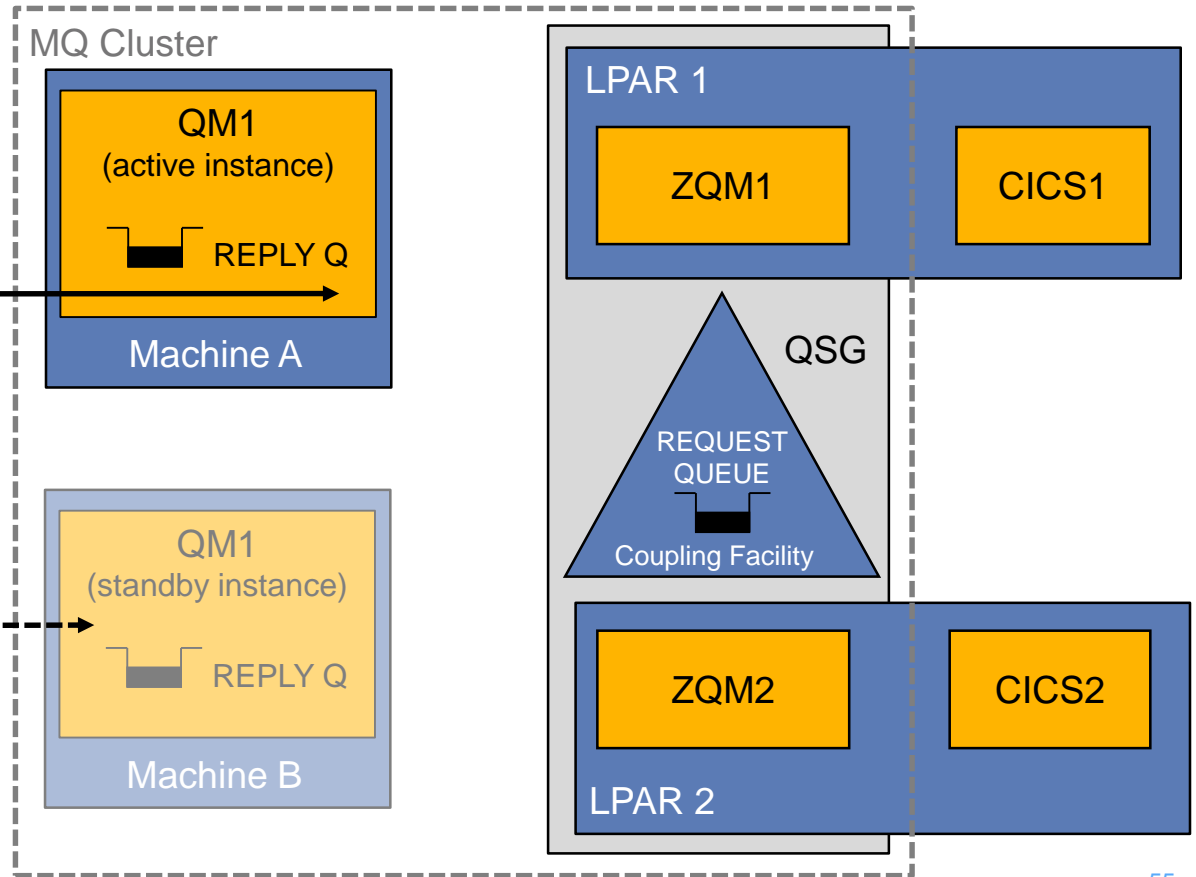 MQ Cluster
QM1
(active instance)
REPLY Q
Machine A
QM1
(standby instance)
REPLY Q
Machine B
LPAR 1
ZQM1
CICS1
QSG
REQUEST
QUEUE
Coupling Facility
ZQM2
CICS2
LPAR 2
55